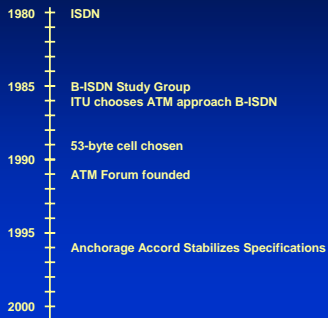 1980 ISDN
1985 B-ISDN Study Group
ITU chooses ATM approach B-ISDN
53-byte cell chosen
1990
ATM Forum founded
1995
Anchorage Accord Stabilizes Specifications
2000